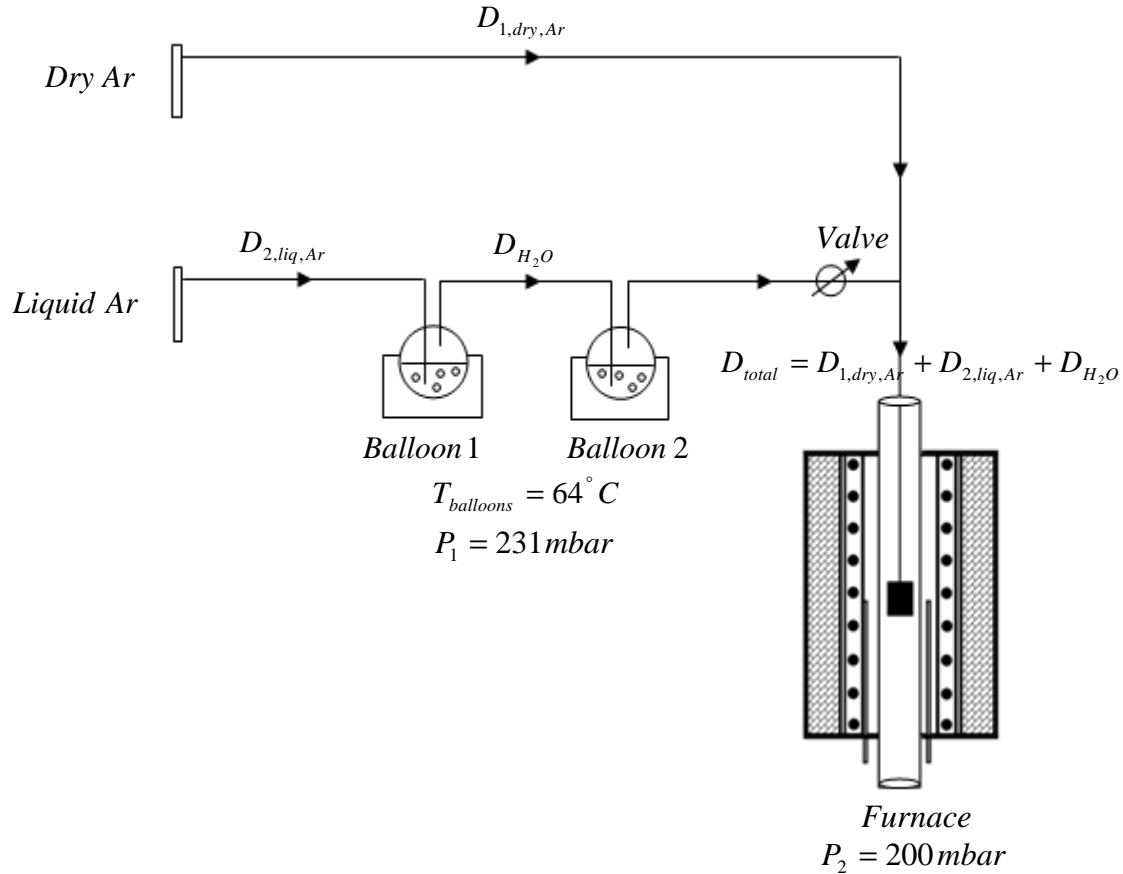 D_{1,dry,Ar}
Dry Ar
D_{2,liq,Ar}
D_{H_2O}
Valve
Liquid Ar
D_{total} = D_{1,dry,Ar} + D_{2,liq,Ar} + D_{H_2O}
Balloon 1
Balloon 2
T_{balloons} = 64°C
P_1 = 231 mbar
Furnace
P_2 = 200 mbar